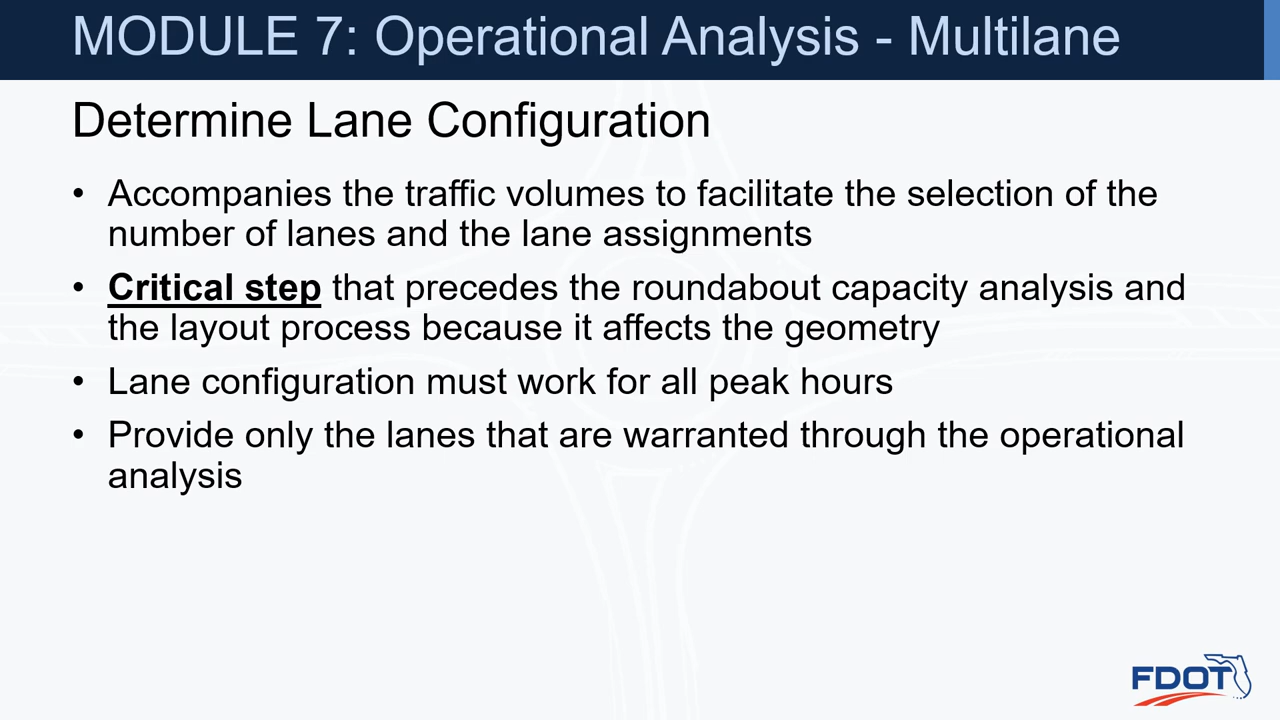 MODULE 7: Operational Analysis - Multilane
Determine Lane Configuration
• Accompanies the traffic volumes to facilitate the selection of the
number of lanes and the lane assignments
• Critical step that precedes the roundabout capacity analysis and
the layout process because it affects the geometry
• Lane configuration must work for all peak hours
• Provide only the lanes that are warranted through the operational
analysis
FDOT